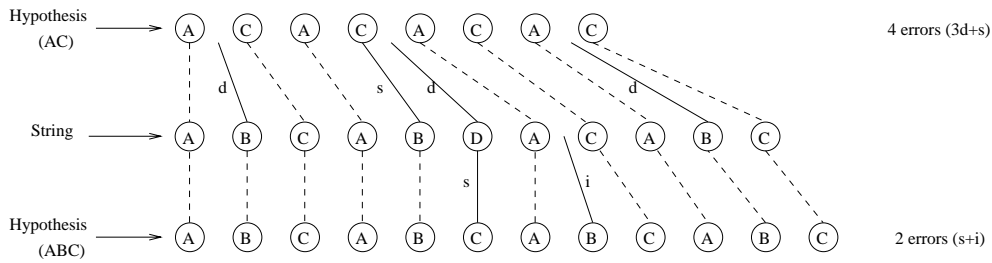 Hypothesis
(AC)
A C A C A C A C
4 errors (3d+s)
d s d d
String
A B C A B D A C A B C
s i
Hypothesis
(ABC)
A B C A B C A B C A B C
2 errors (s+i)